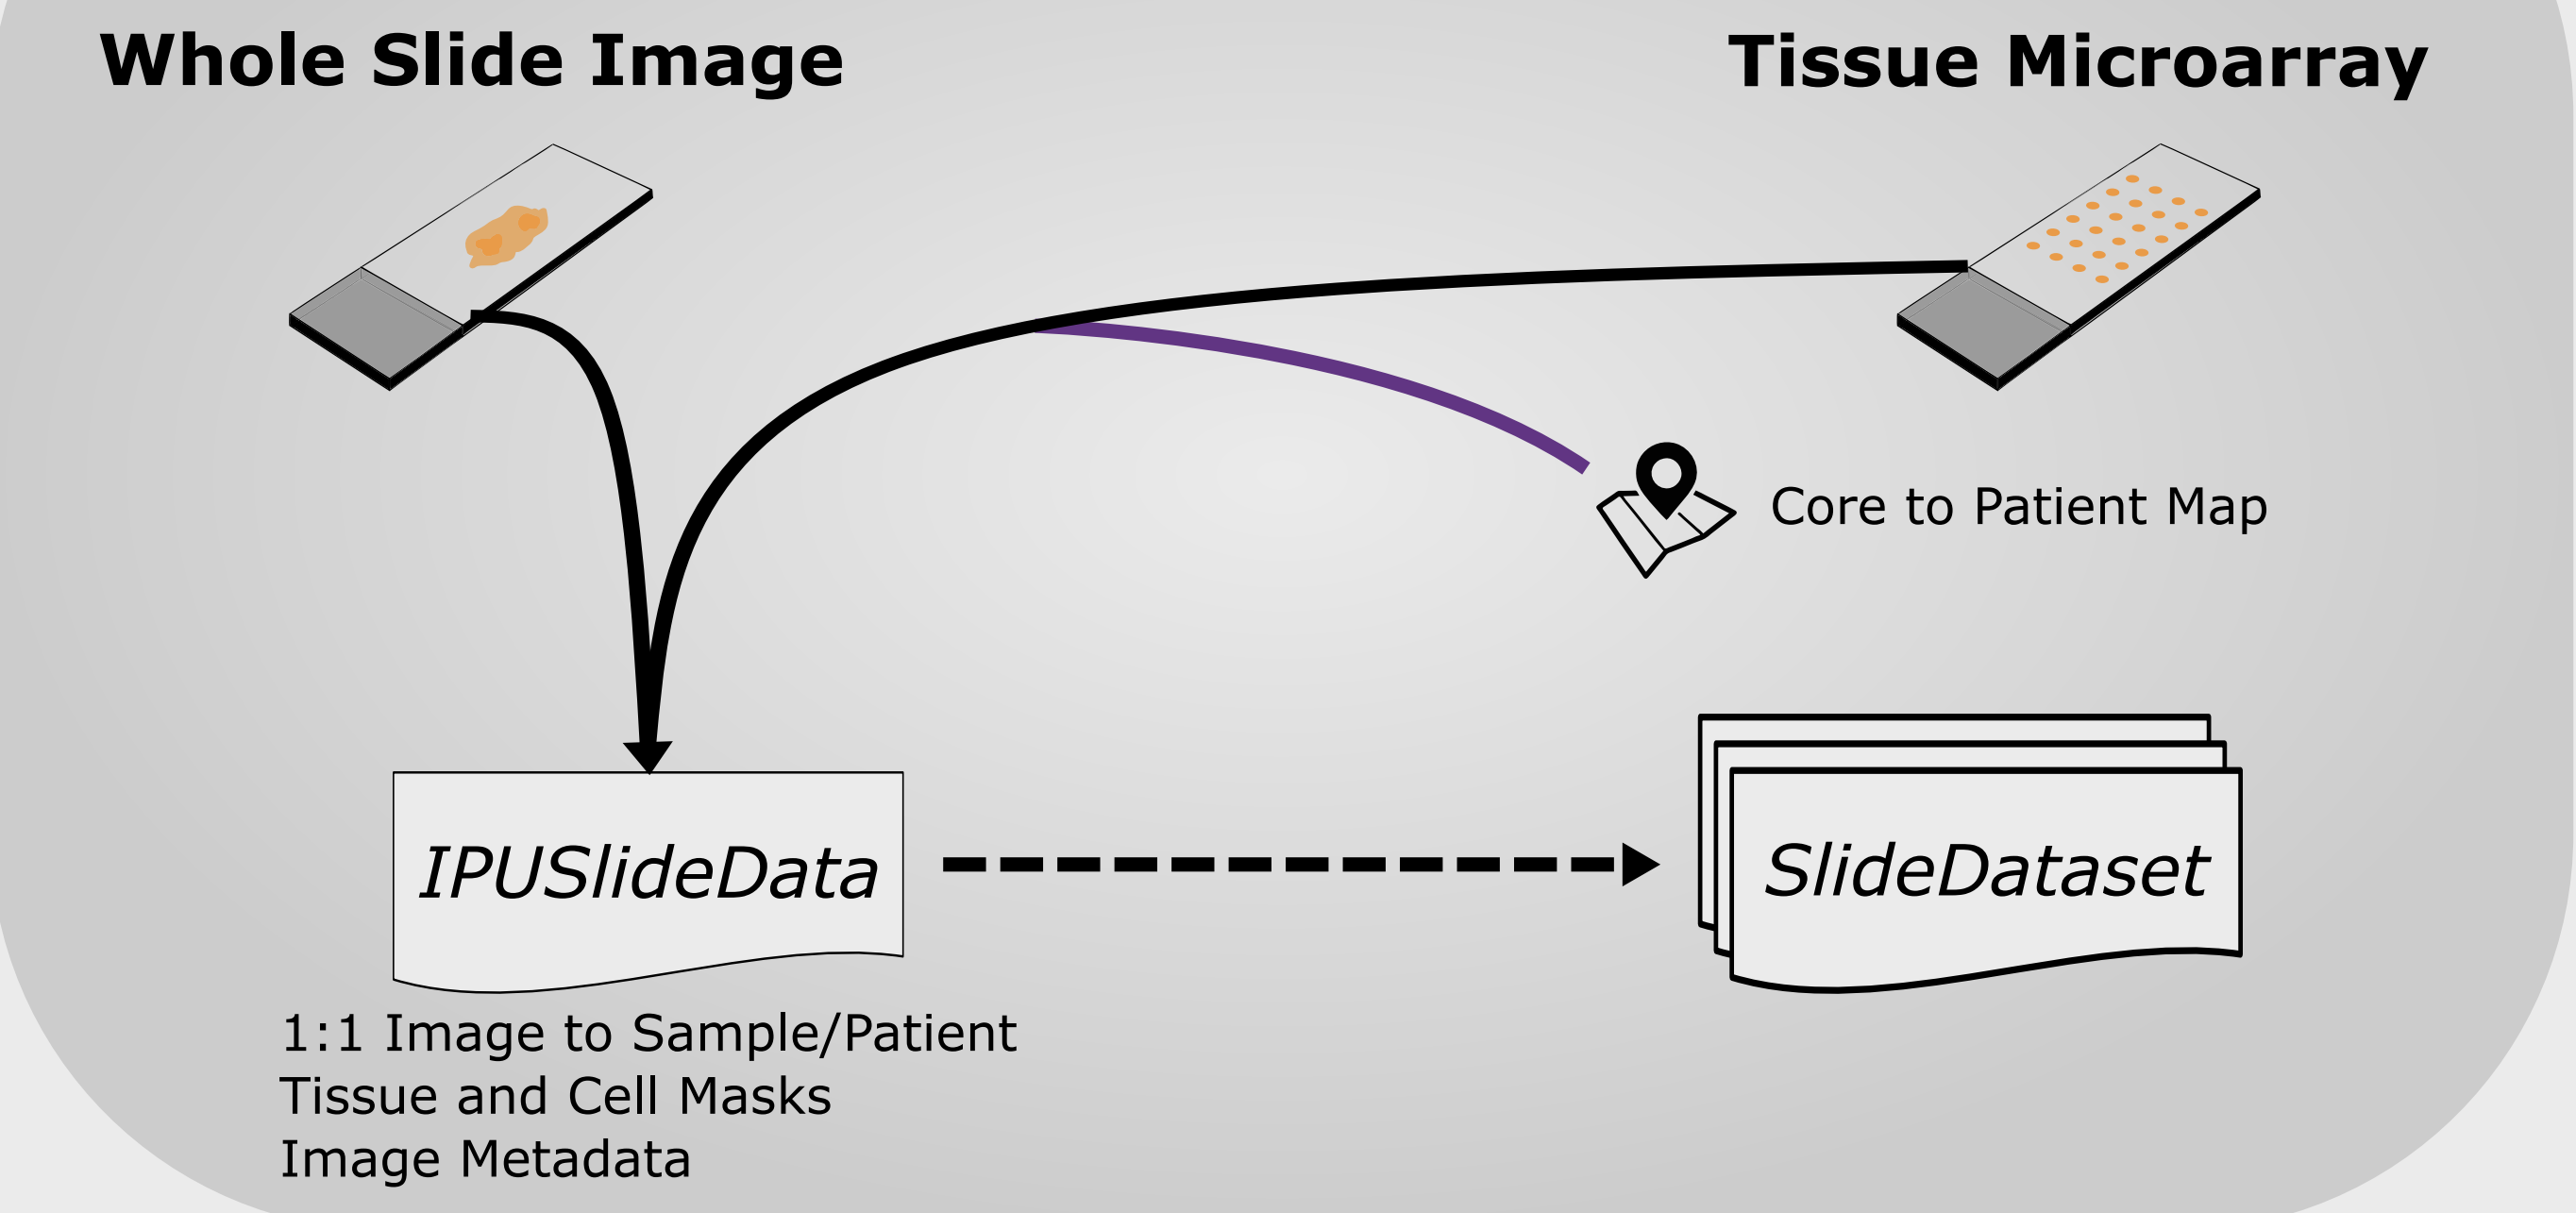 Whole Slide Image
Tissue Microarray
Core to Patient Map
IPUSlideData
SlideDataset
1:1 Image to Sample/Patient
Tissue and Cell Masks
Image Metadata